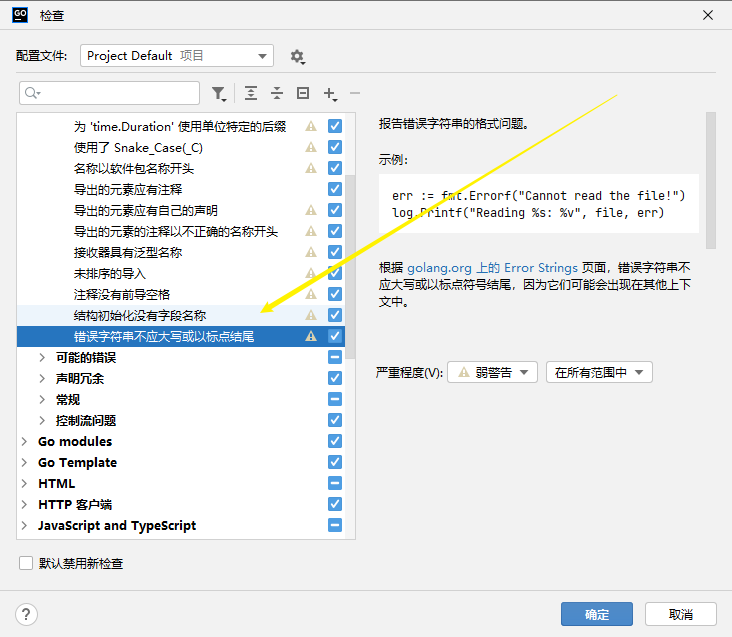 GO 检查
配置文件: Project Default 项目
为 'time.Duration' 使用单位特定的后缀
使用了 Snake_Case(_C)
名称以软件包名称开头
导出的元素应有注释
导出的元素应有自己的声明
导出的元素的注释以不正确的名称开头
接收器具有泛型名称
未排序的导入
注释没有前导空格
结构初始化没有字段名称
错误字符串不应大写或以标点结尾
可能的错误
声明冗余
常规
控制流问题
Go modules
Go Template
HTML
HTTP 客户端
JavaScript and TypeScript
默认禁用新检查
报告错误字符串的格式问题。
示例:
err := fmt.Errorf("Cannot read the file!")
log.Printf("Reading %s: %v", file, err)
根据 golang.org 上的 Error Strings 页面，错误字符串不
应大写或以标点符号结尾，因为它们可能会出现在其他上下
文中。
严重程度(V): 弱警告 在所有范围中
?
确定 取消